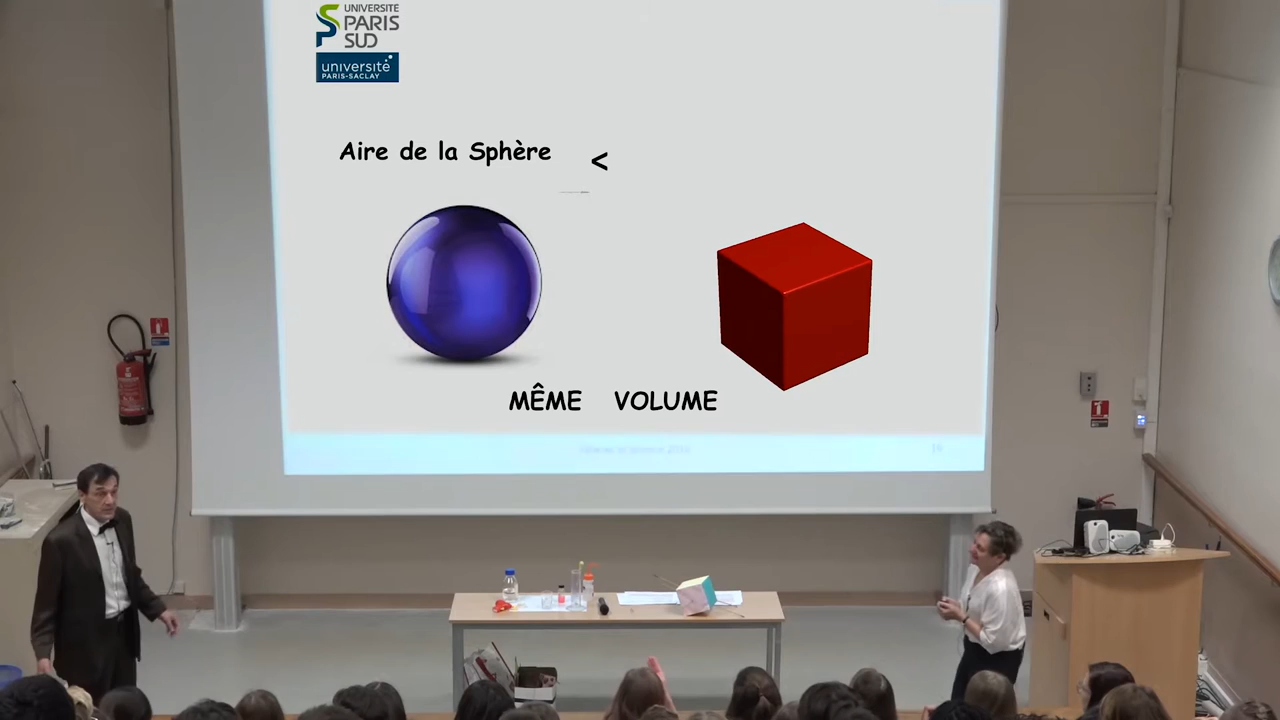 UNIVERSITE
PARIS
SUD
université
PARIS-SACLAY
Aire de la Sphère <
MÊME VOLUME